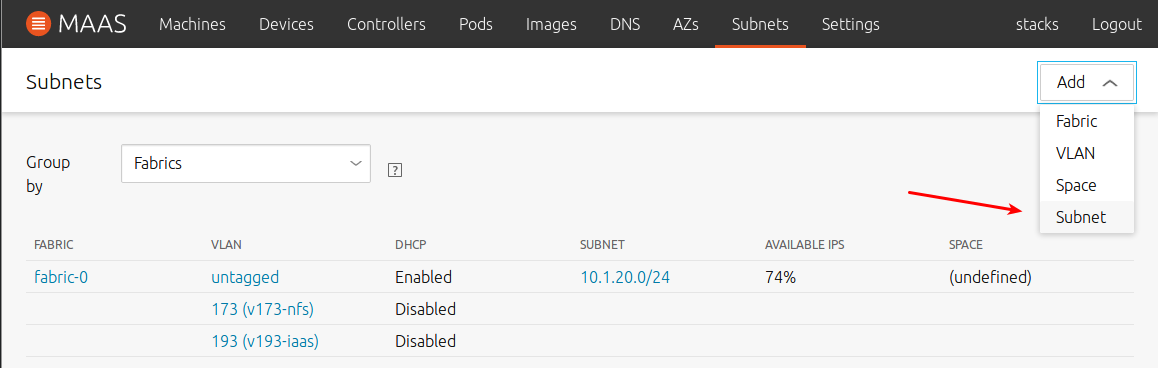 MAAS Machines Devices Controllers Pods Images DNS AZs Subnets Settings stacks Logout
Subnets Add
Fabric
VLAN
Space
Subnet
Group by Fabrics ?
FABRIC VLAN DHCP SUBNET AVAILABLE IPS SPACE
fabric-0 untagged Enabled 10.1.20.0/24 74% (undefined)
173 (v173-nfs) Disabled
193 (v193-iaas) Disabled